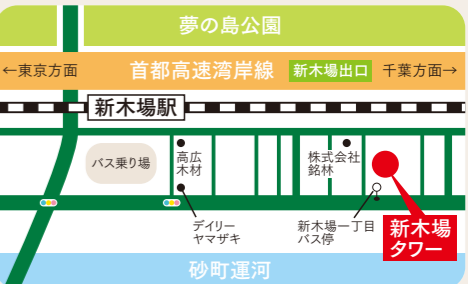 夢の島公園
←東京方面
首都高速湾岸線
新木場出口
千葉方面→
新木場駅
バス乗り場
高広
木材
株式会社
銘林
デイリー
ヤマザキ
新木場一丁目
バス停
新木場
タワー
砂町運河